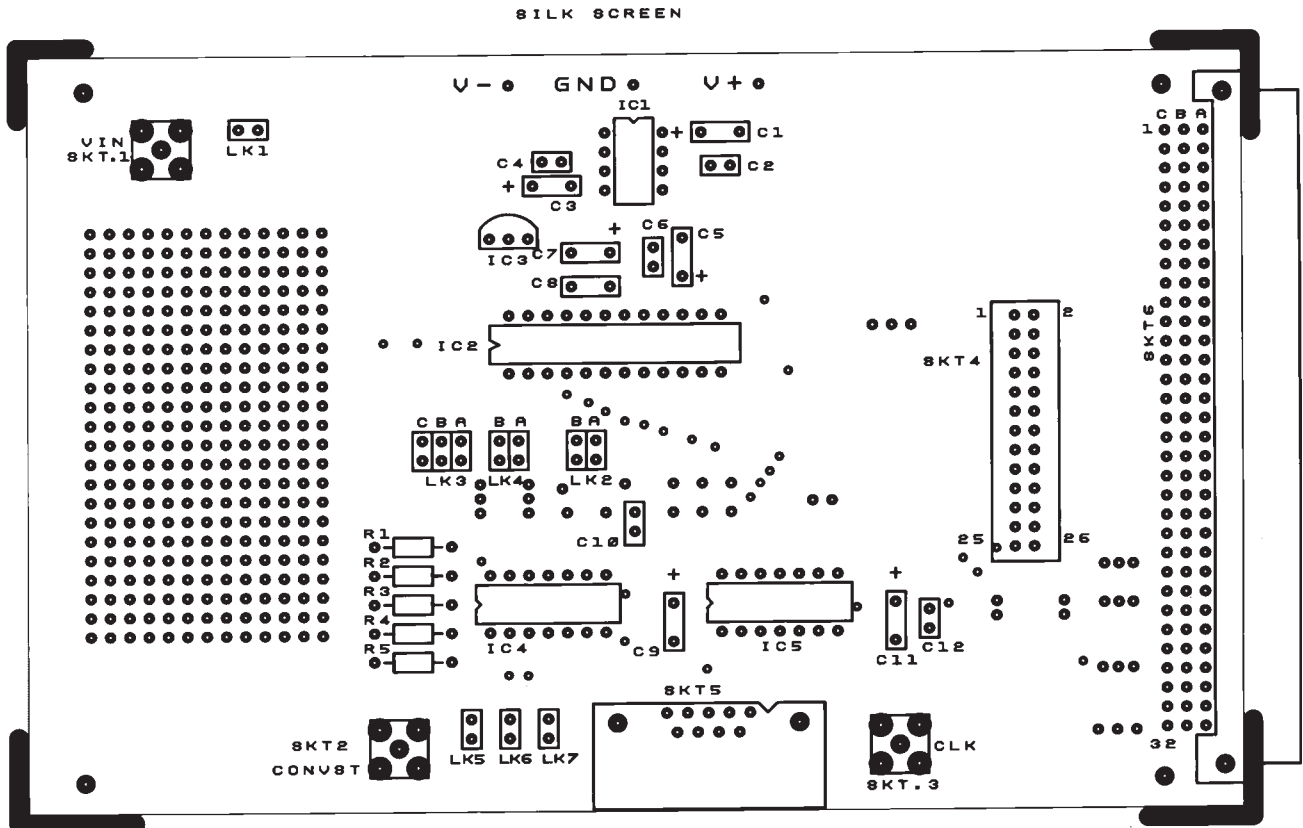 SILK SCREEN
V- GND V+
IC1
C B A
VIN
SKT.1
LK1
+ C1
1
C4
C2
+
C3
C6
+
C5
IC3
C7
+
C8
SKT6
IC2
1 2
SKT4
C B A
B A
B A
LK3
LK4
LK2
C10
25 26
R1
R2
R3
R4
R5
+
+
IC4
C9
IC5
C11
C12
SKT5
SKT2
CONVST
LK5 LK6 LK7
CLK
SKT.3
32